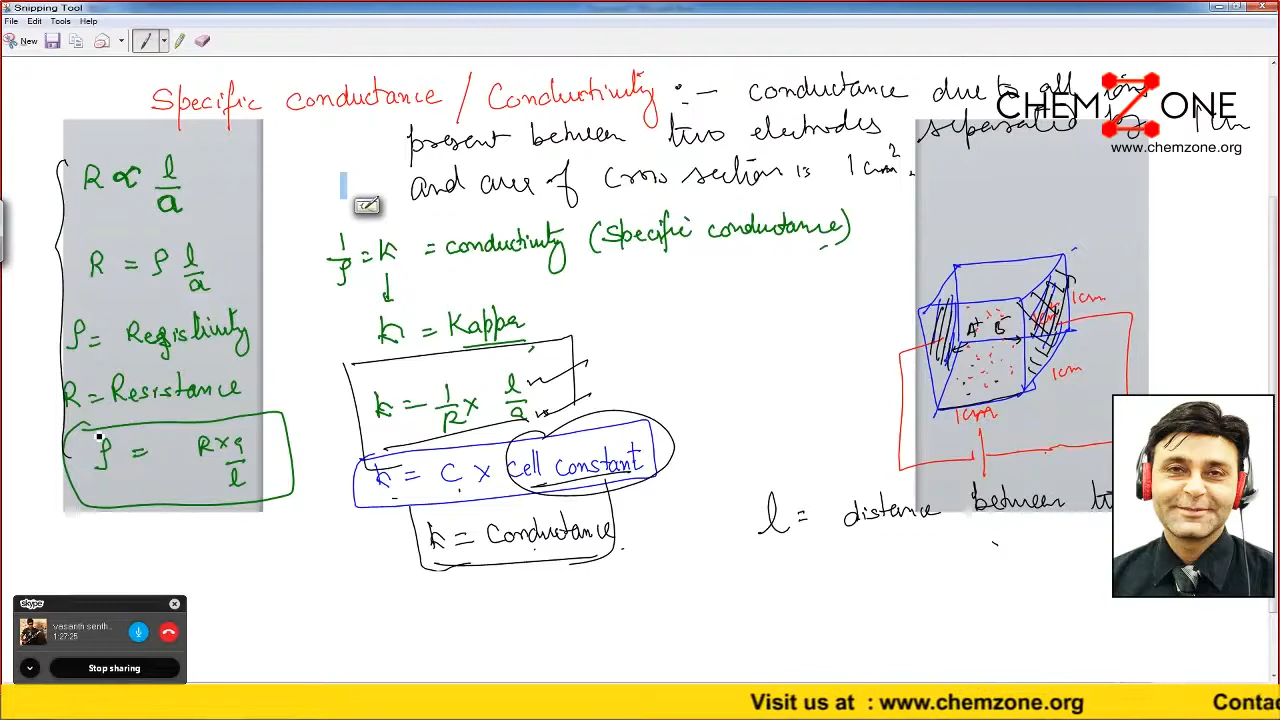 Snipping Tool
File Edit Tools Help
New
Specific conductance / Conductivity :- conductance due to all ions
present between two electrodes separated by 1cm
and area of cross section is 1cm².
CHEMZONE
www.chemzone.org
R ∝ l/a
R = ρ l/a
ρ = Resistivity
R = Resistance
ρ = R×a/l
1/ρ = k = conductivity (Specific conductance)
k = Kappa
k = 1/R × l/a
k = C × cell constant
k = Conductance
A⁺ B⁻
1cm
1cm
1cm
l = distance between
skype
vasanth senth..
1:27:25
Stop sharing
Visit us at : www.chemzone.org Conta